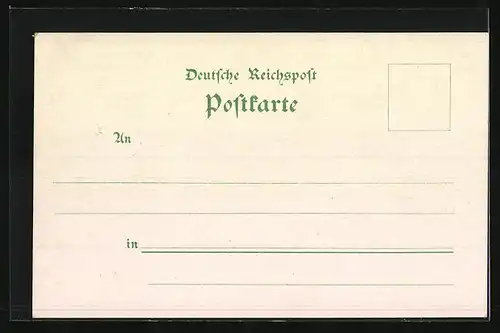 Deutsche Reichspost
Postkarte
An
in